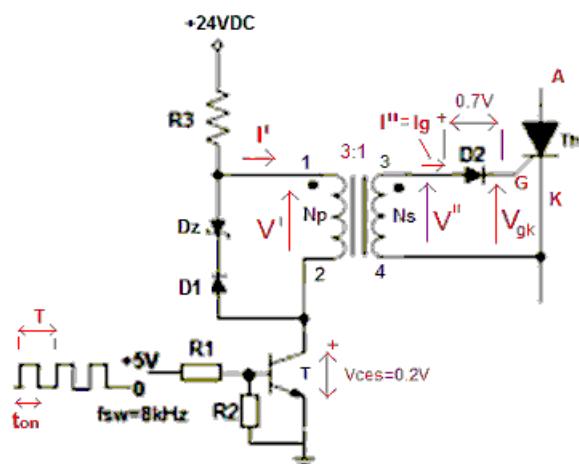 +24VDC
R3
I'
3:1
I"=Ig
+
0.7V
A
Th
D2
G
K
1
3
Np
Ns
V'
V"
Vgk
Dz
2
4
D1
T
+5V
0
R1
R2
fsw=8kHz
ton
+
T
Vces=0.2V